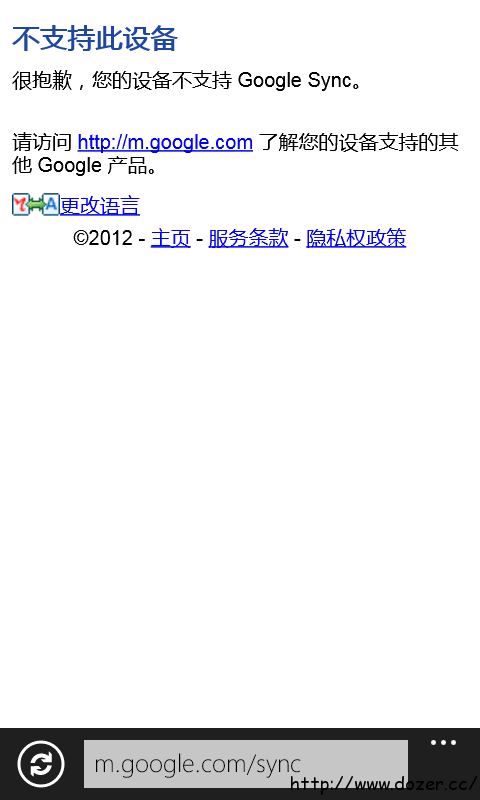 不支持此设备
很抱歉，您的设备不支持 Google Sync。
请访问 http://m.google.com 了解您的设备支持的其
他 Google 产品。
更改语言
©2012 - 主页 - 服务条款 - 隐私权政策
m.google.com/sync
http://www.dozer.cc/